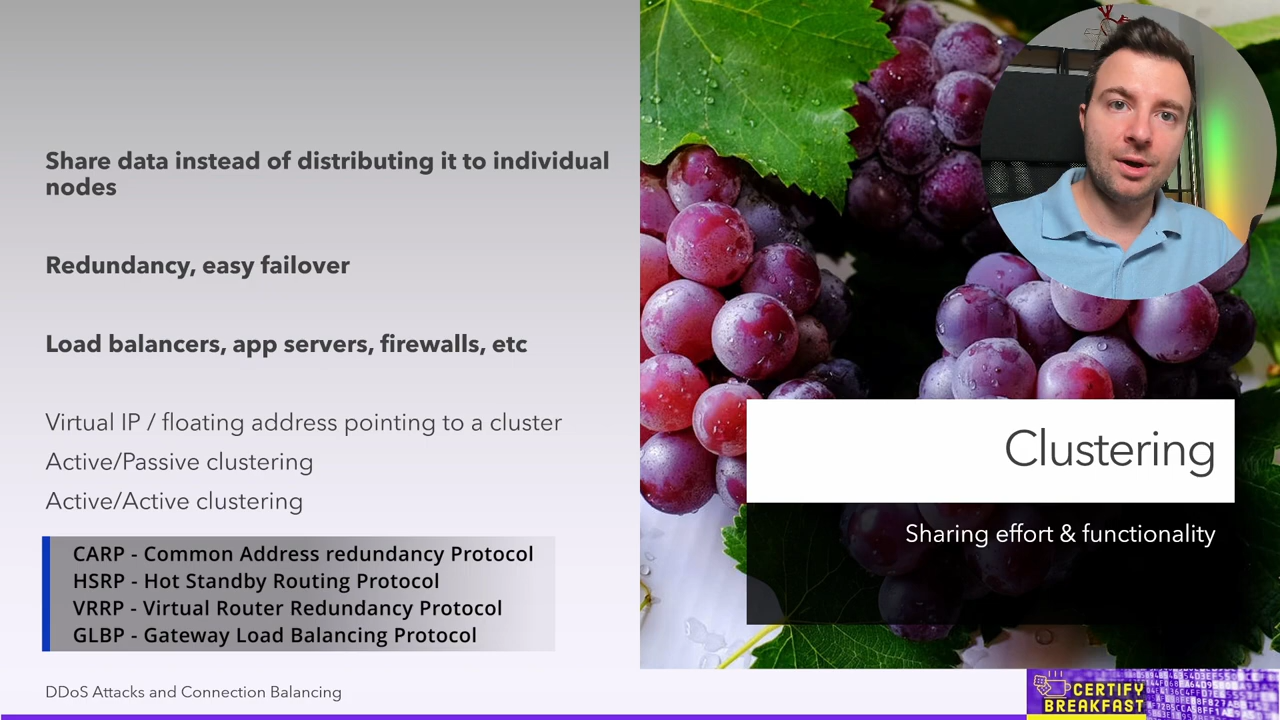 Share data instead of distributing it to individual
nodes
Redundancy, easy failover
Load balancers, app servers, firewalls, etc
Virtual IP / floating address pointing to a cluster
Active/Passive clustering
Active/Active clustering
CARP - Common Address redundancy Protocol
HSRP - Hot Standby Routing Protocol
VRRP - Virtual Router Redundancy Protocol
GLBP - Gateway Load Balancing Protocol
DDoS Attacks and Connection Balancing
Clustering
Sharing effort & functionality
CERTIFY
BREAKFAST